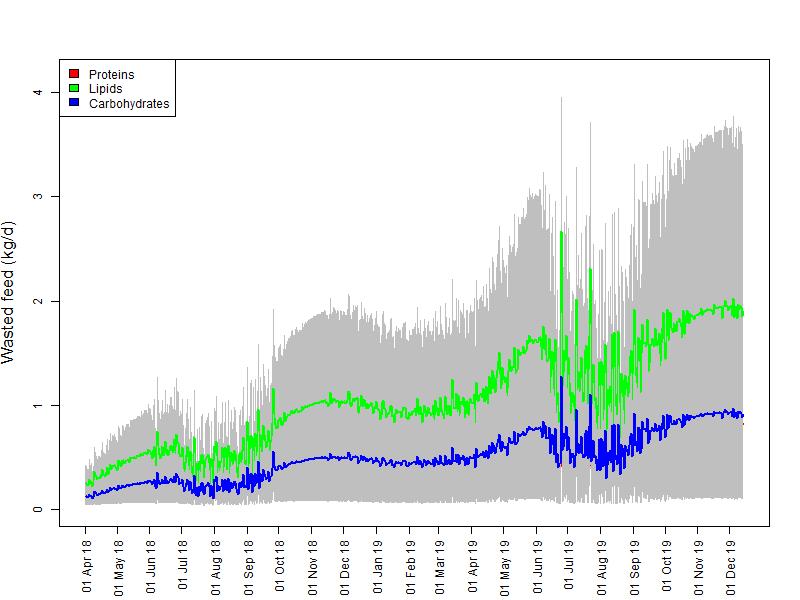 Proteins
Lipids
Carbohydrates
Wasted feed (kg/d)
4
3
2
1
0
01 Apr 18
01 May 18
01 Jun 18
01 Jul 18
01 Aug 18
01 Sep 18
01 Oct 18
01 Nov 18
01 Dec 18
01 Jan 19
01 Feb 19
01 Mar 19
01 Apr 19
01 May 19
01 Jun 19
01 Jul 19
01 Aug 19
01 Sep 19
01 Oct 19
01 Nov 19
01 Dec 19